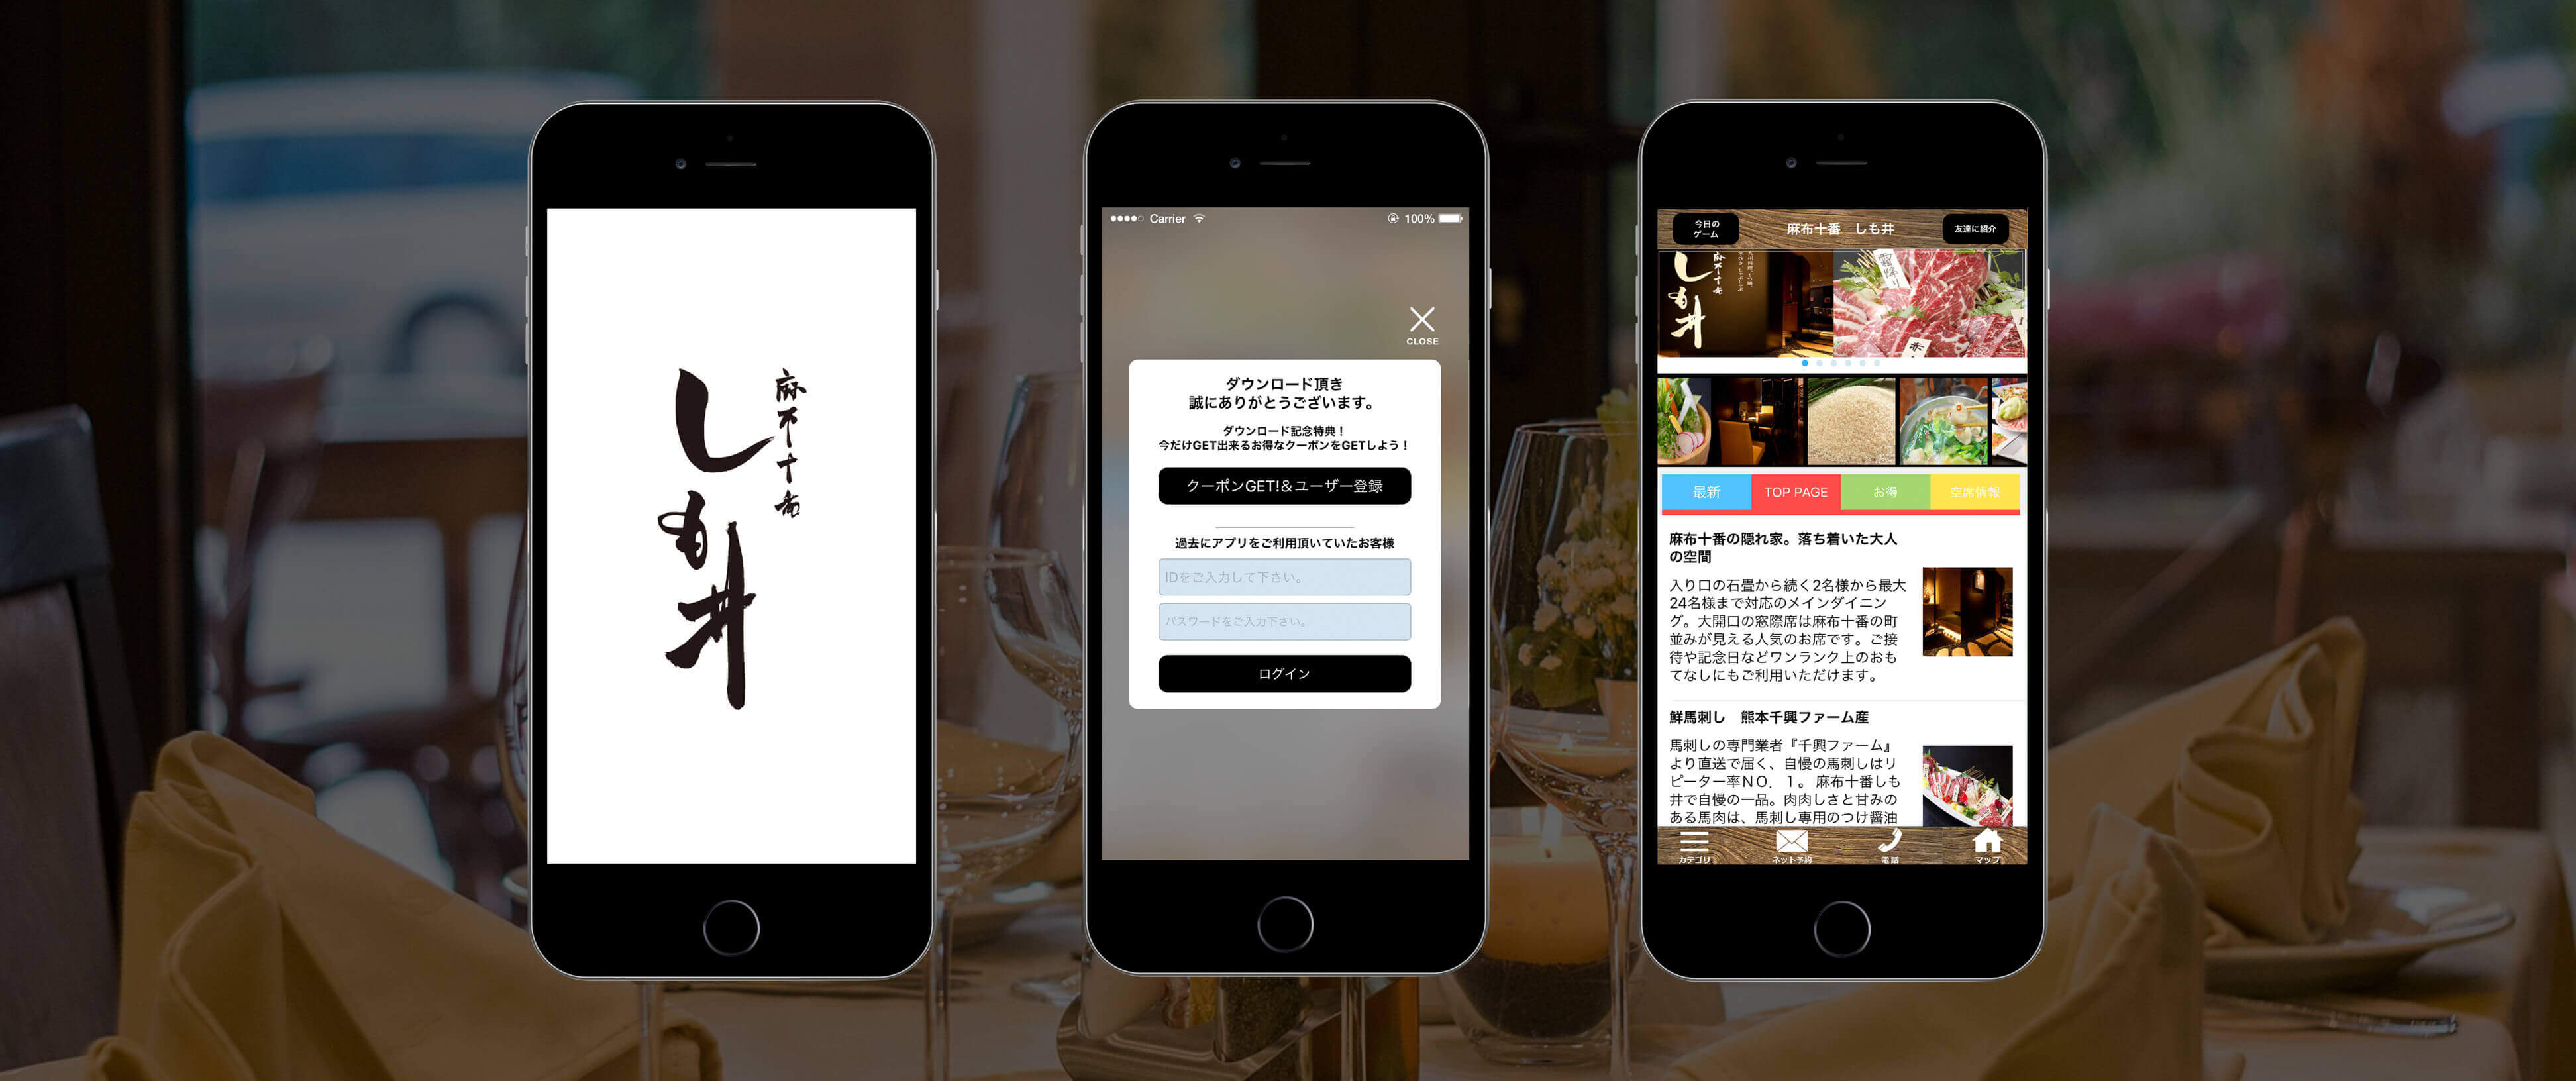 麻布十番
しも井
Carrier
100%
CLOSE
ダウンロード頂き
誠にありがとうございます。
ダウンロード記念特典！
今だけGET出来るお得なクーポンをGETしよう！
クーポンGET!＆ユーザー登録
過去にアプリをご利用頂いていたお客様
IDをご入力して下さい。
パスワードをご入力下さい。
ログイン
今日の
ゲーム
麻布十番　しも井
友達に紹介
麻布十番
しも井
霜降り
赤
最新
TOP PAGE
お得
空席情報
麻布十番の隠れ家。落ち着いた大人
の空間
入り口の石畳から続く2名様から最大
24名様まで対応のメインダイニン
グ。大開口の窓際席は麻布十番の町
並みが見える人気のお席です。ご接
待や記念日などワンランク上のおも
てなしにもご利用いただけます。
鮮馬刺し　熊本千興ファーム産
馬刺しの専門業者『千興ファーム』
より直送で届く、自慢の馬刺しはリ
ピーター率ＮＯ．１。 麻布十番しも
井で自慢の一品。肉肉しさと甘みの
ある馬肉は、馬刺し専用のつけ醤油
カテゴリ
ネット予約
電話
マップ